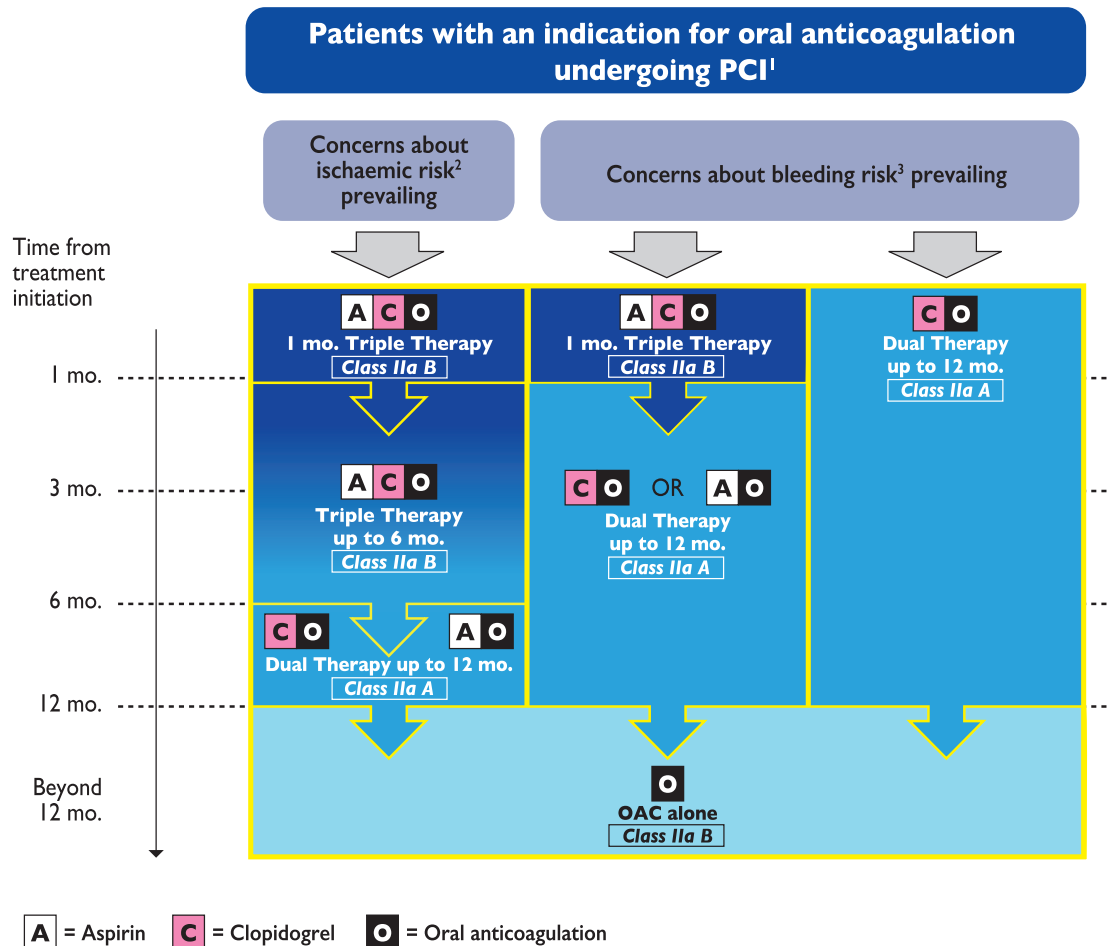 Patients with an indication for oral anticoagulation
undergoing PCI¹
Concerns about
ischaemic risk²
prevailing
Concerns about bleeding risk³ prevailing
Time from
treatment
initiation
A C O
1 mo. Triple Therapy
Class IIa B
A C O
1 mo. Triple Therapy
Class IIa B
C O
Dual Therapy
up to 12 mo.
Class IIa A
1 mo.
3 mo.
A C O
Triple Therapy
up to 6 mo.
Class IIa B
C O OR A O
Dual Therapy
up to 12 mo.
Class IIa A
6 mo.
C O A O
Dual Therapy up to 12 mo.
Class IIa A
12 mo.
Beyond
12 mo.
O
OAC alone
Class IIa B
A = Aspirin C = Clopidogrel O = Oral anticoagulation